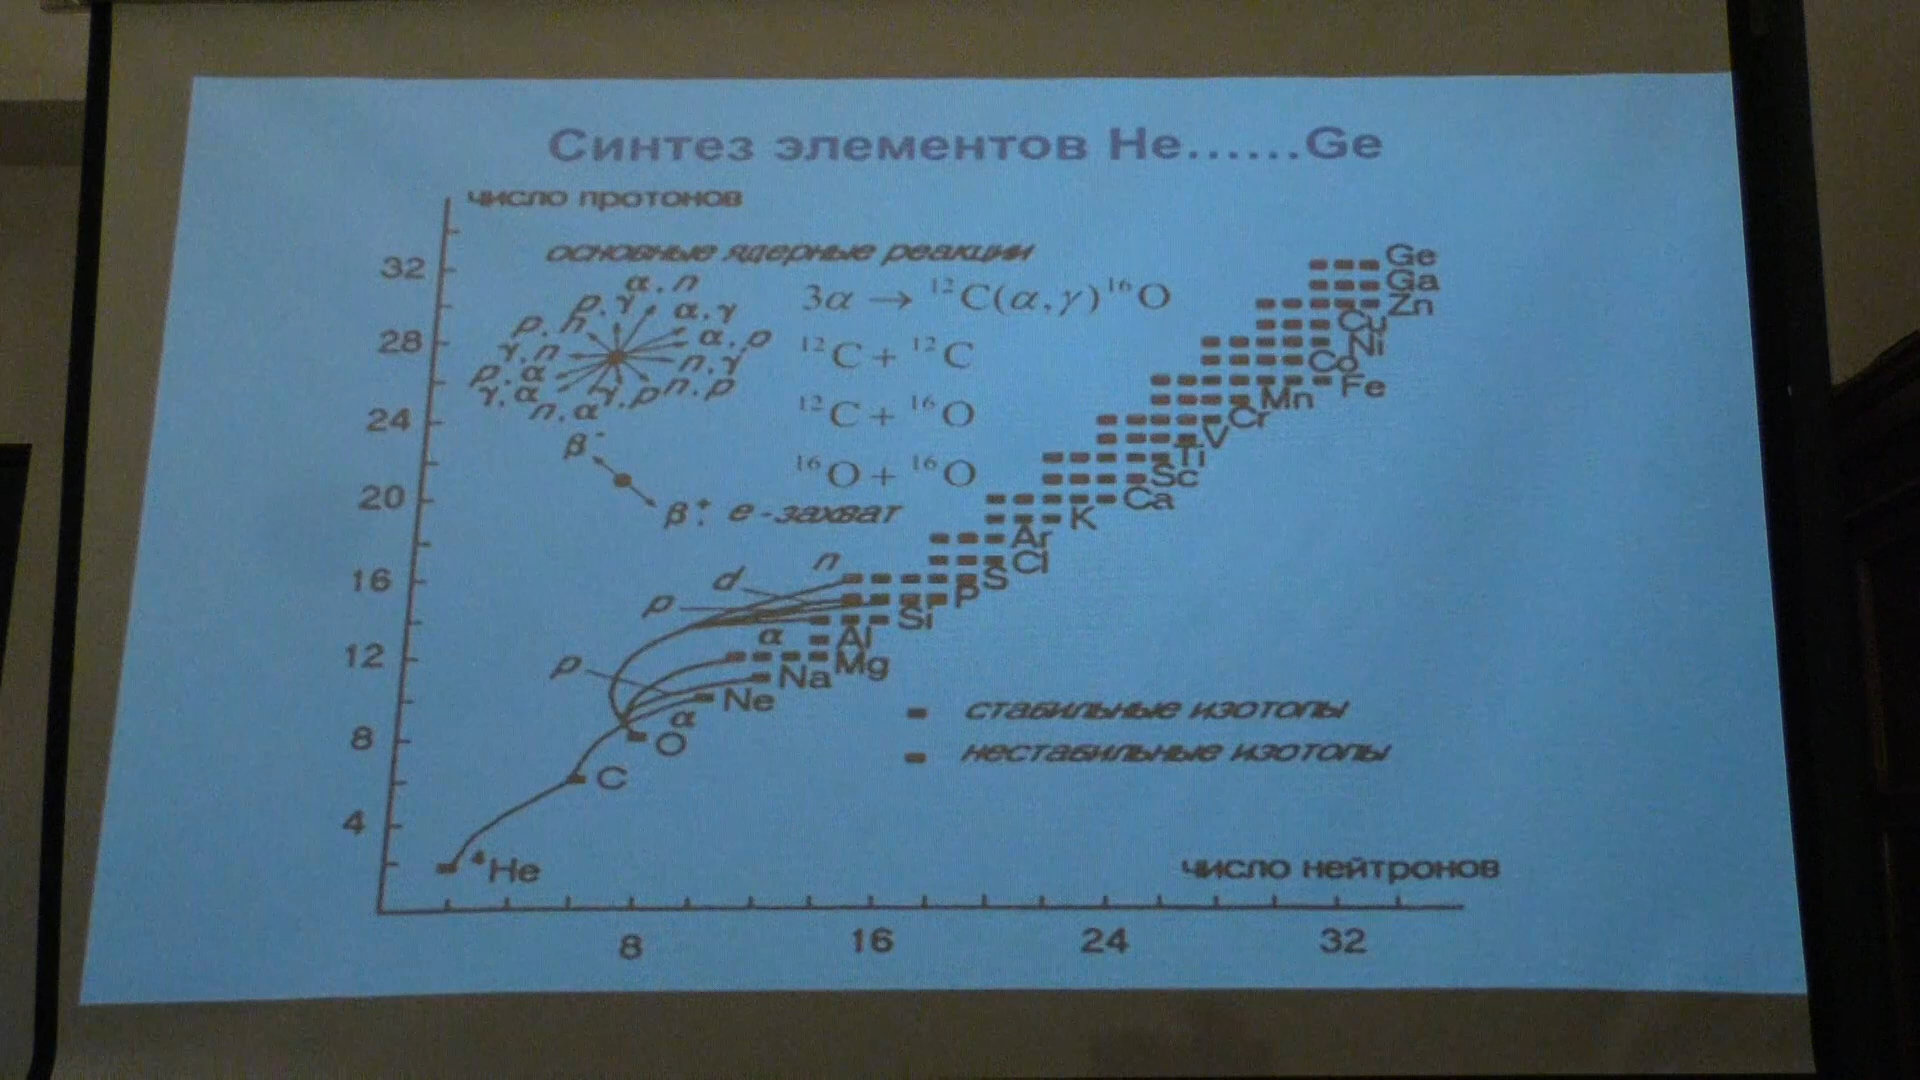 Синтез элементов He......Ge
число протонов
основные ядерные реакции
α.n
p.γ
α.γ
p.n
α.p
γ.n
n.γ
p.α
n.p
γ.α
γ.p
n.α
3α → ¹²C(α,γ)¹⁶O
¹²C + ¹²C
¹²C + ¹⁶O
¹⁶O + ¹⁶O
β⁻
β⁺: e-захват
32
28
24
20
16
12
8
4
Ge
Ga
Zn
Cu
Ni
Co
Fe
Mn
Cr
V
Ti
Sc
Ca
K
Ar
Cl
S
P
Si
Al
Mg
Na
Ne
O
C
⁴He
n
d
p
α
p
α
стабильные изотопы
нестабильные изотопы
число нейтронов
8 16 24 32